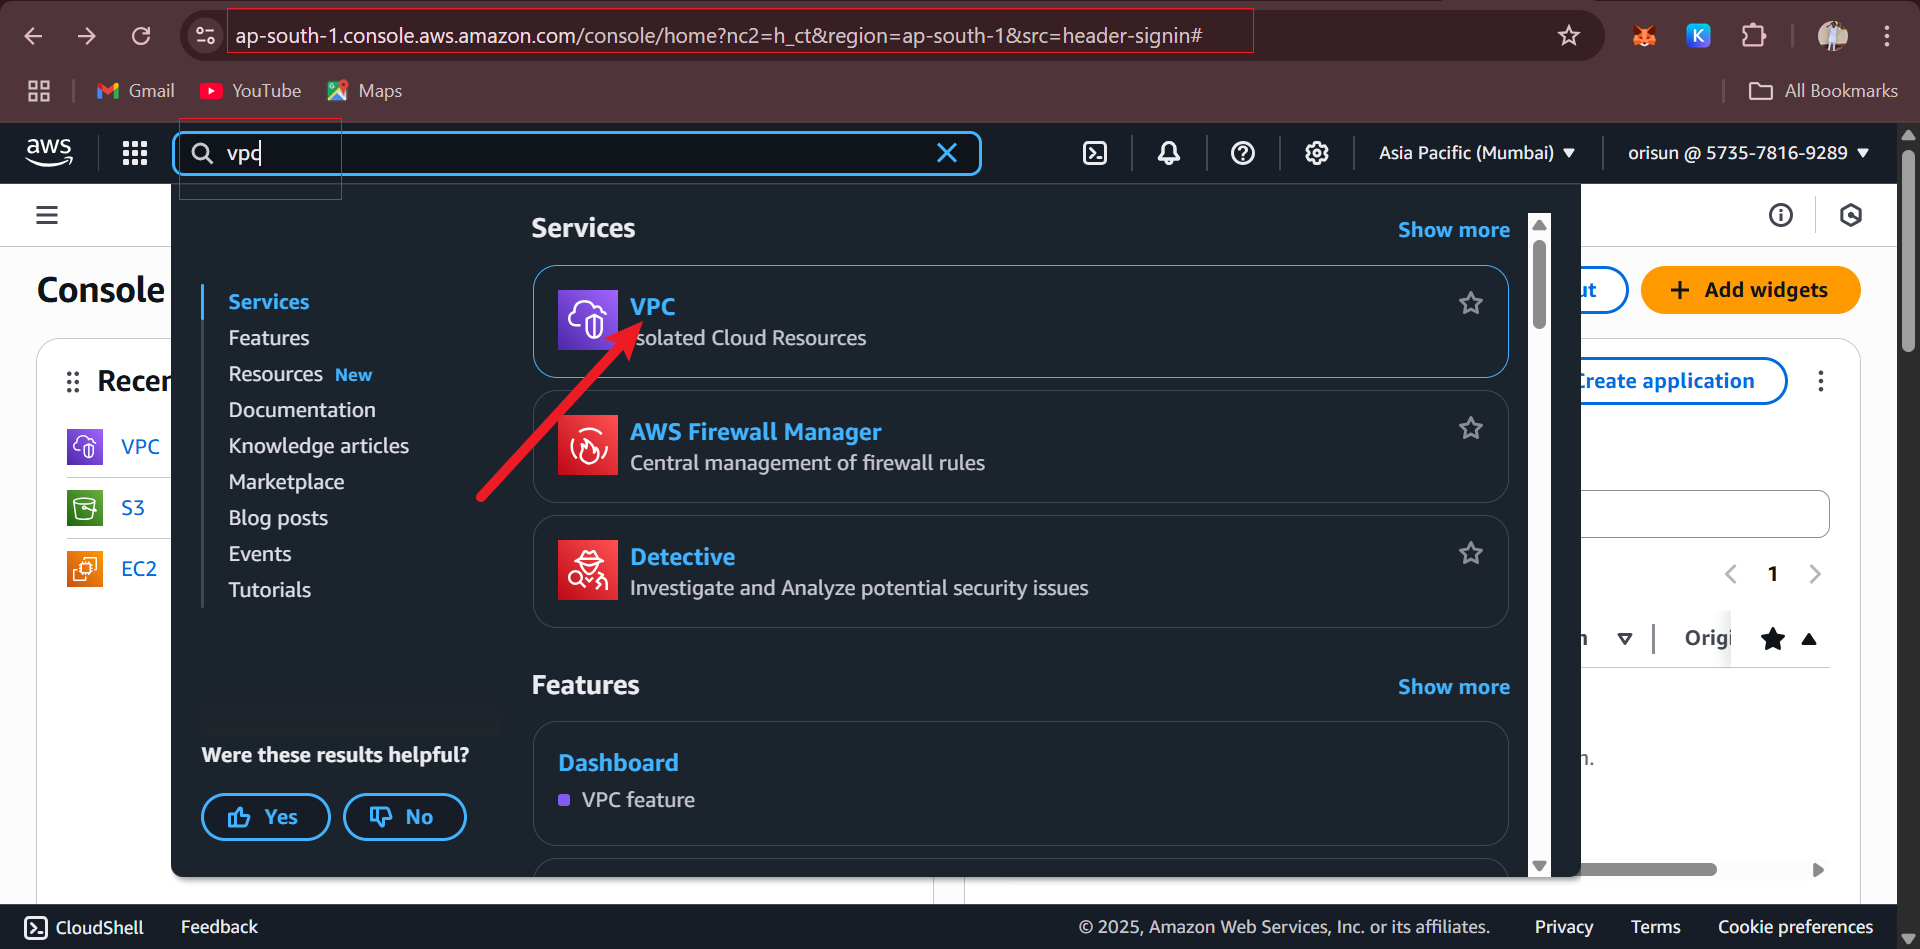 ap-south-1.console.aws.amazon.com/console/home?nc2=h_ct&region=ap-south-1&src=header-signin#
Gmail
YouTube
Maps
All Bookmarks
aws
vpc
Asia Pacific (Mumbai)
orisun @ 5735-7816-9289
Console
Add widgets
Recen
Create application
VPC
S3
EC2
1
Origi
Services
Features
Resources New
Documentation
Knowledge articles
Marketplace
Blog posts
Events
Tutorials
Were these results helpful?
Yes
No
Services
Show more
VPC
Isolated Cloud Resources
AWS Firewall Manager
Central management of firewall rules
Detective
Investigate and Analyze potential security issues
Features
Show more
Dashboard
VPC feature
CloudShell
Feedback
© 2025, Amazon Web Services, Inc. or its affiliates.
Privacy
Terms
Cookie preferences